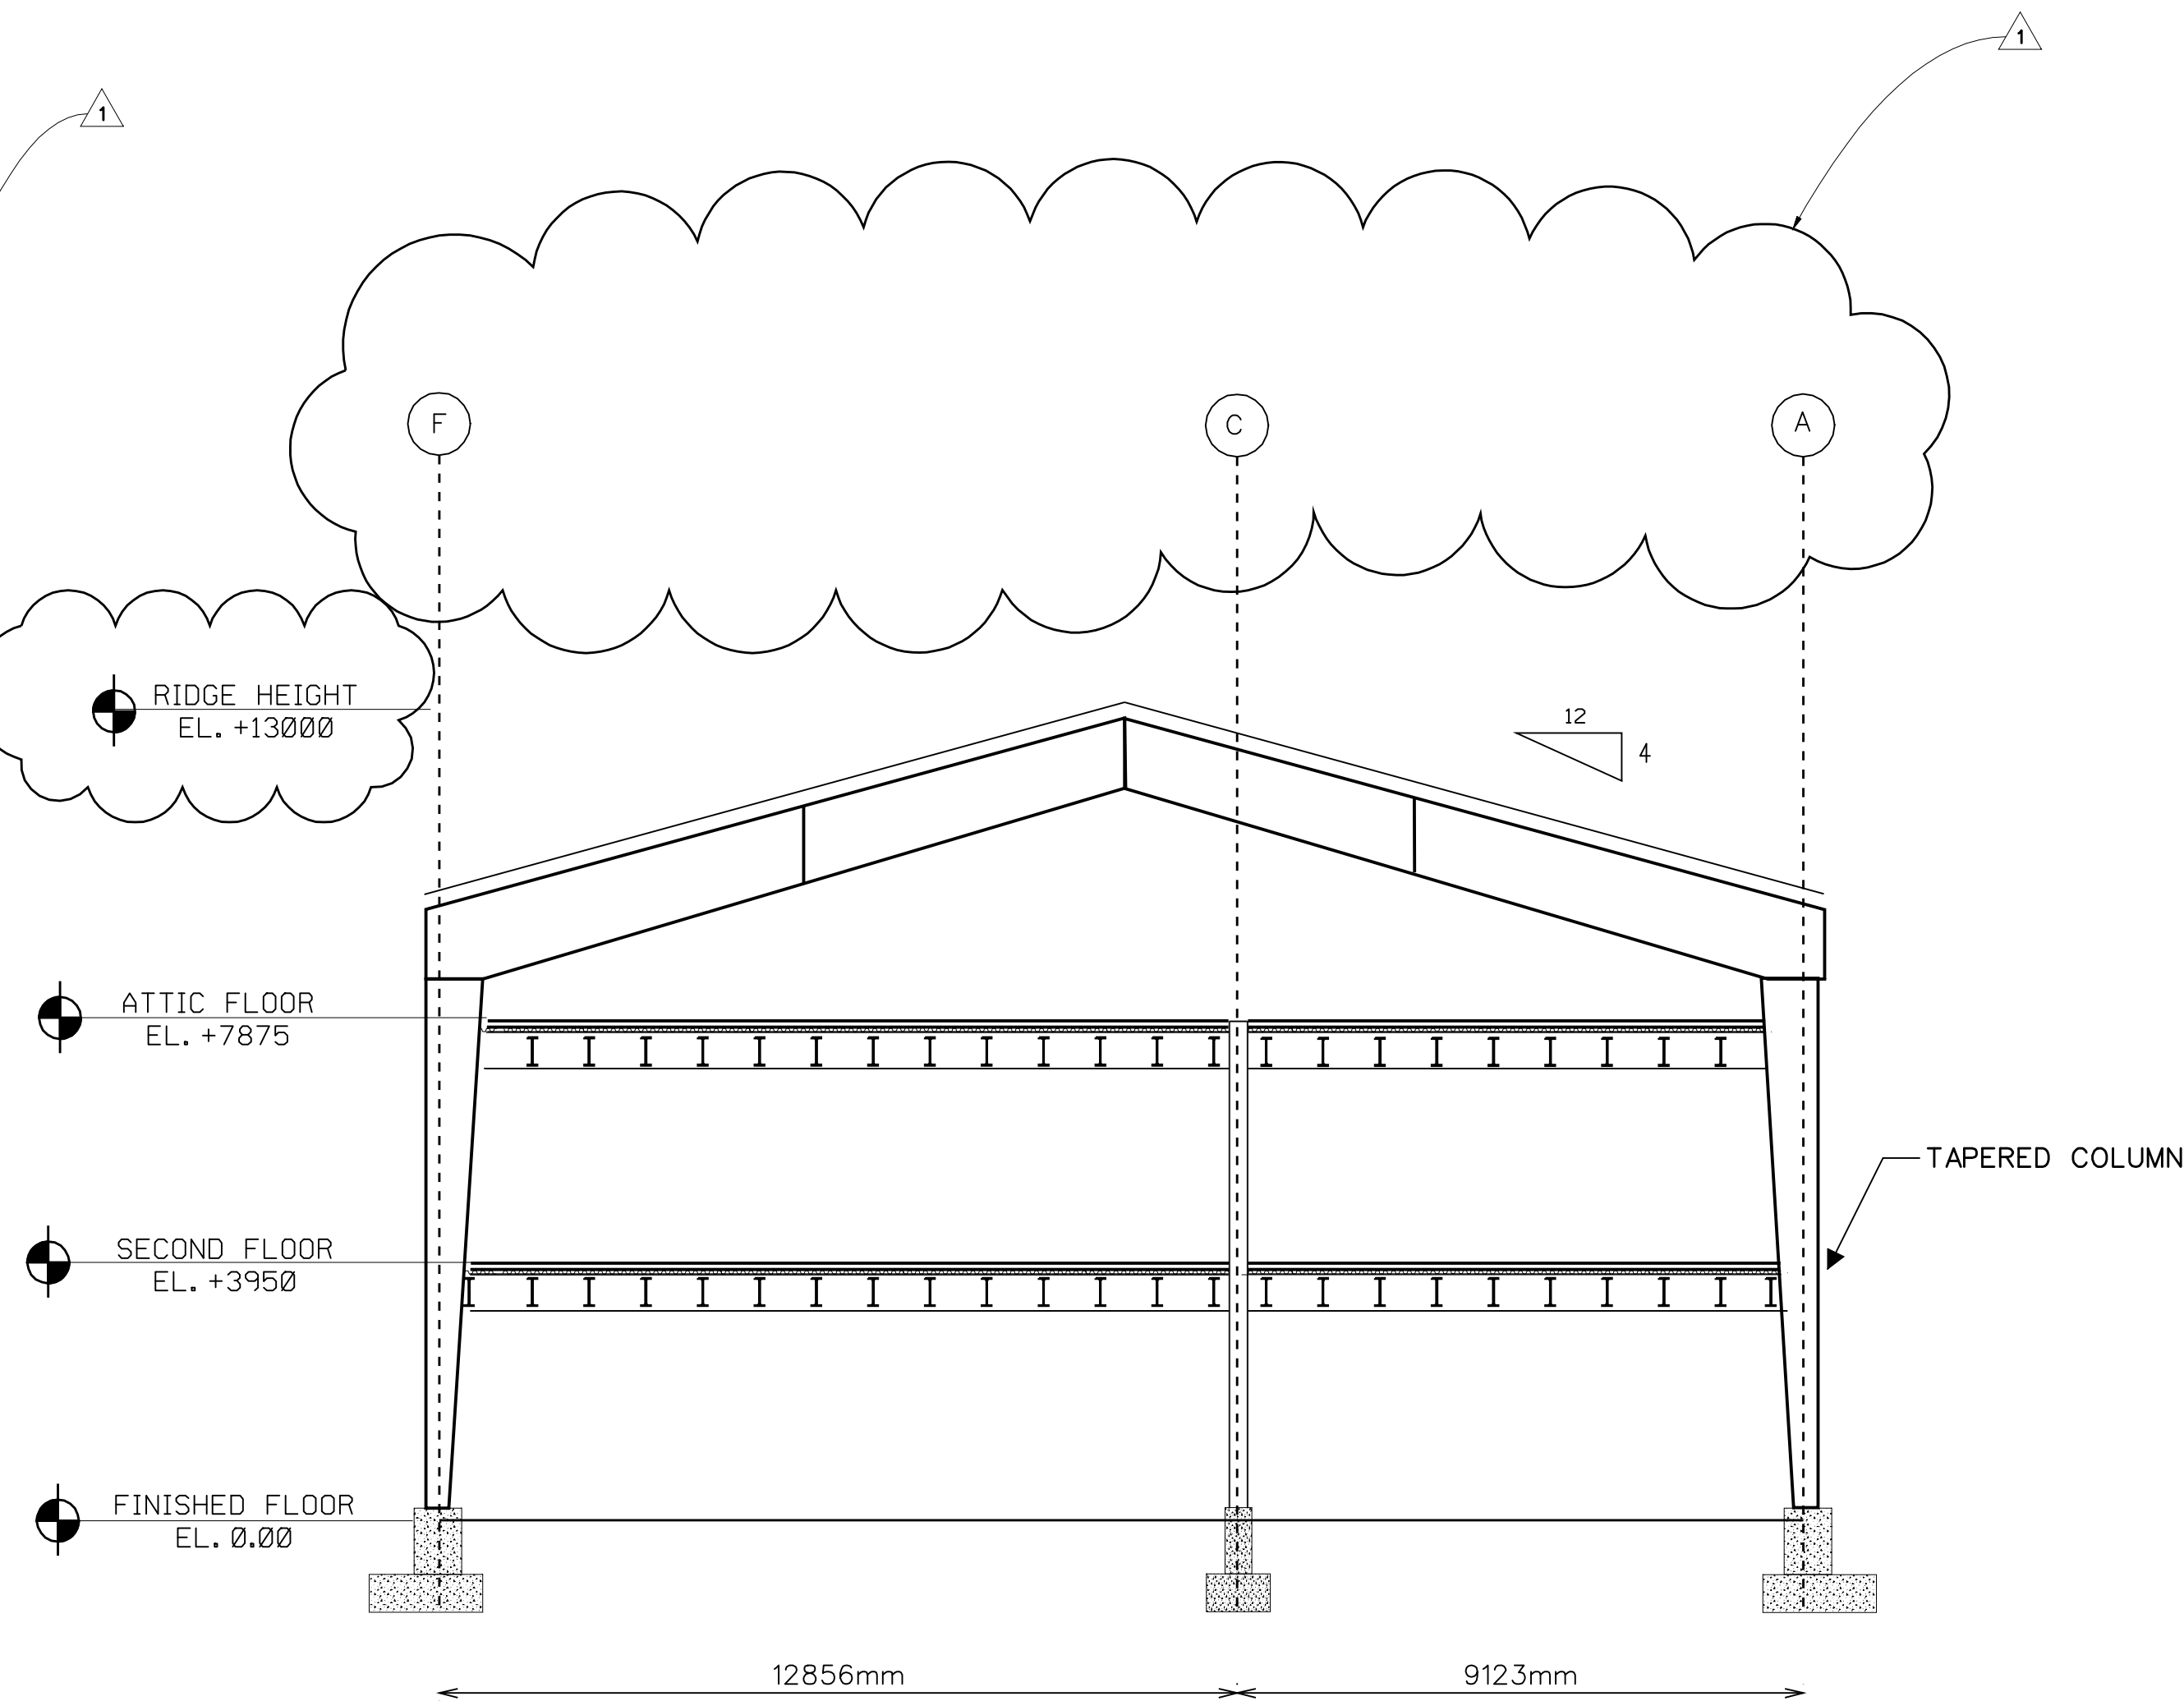 1
1
F
C
A
RIDGE HEIGHT
EL. +13000
12
4
ATTIC FLOOR
EL. +7875
TAPERED COLUMN
SECOND FLOOR
EL. +3950
FINISHED FLOOR
EL. 0.00
12856mm
9123mm